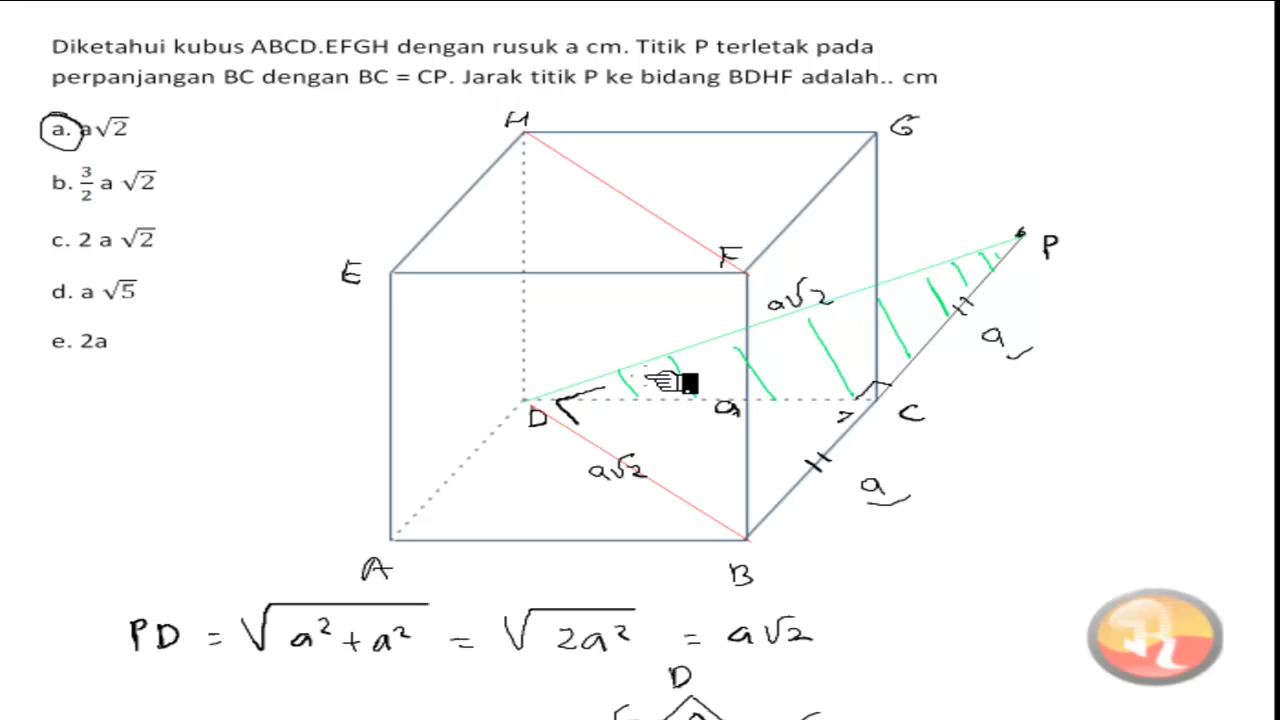 Diketahui kubus ABCD.EFGH dengan rusuk a cm. Titik P terletak pada
perpanjangan BC dengan BC = CP. Jarak titik P ke bidang BDHF adalah.. cm
a. a√2
b. 3/2 a √2
c. 2 a √2
d. a √5
e. 2a
H
G
E
F
P
a√2
a
D
a
C
a√2
a
A
B
PD = √a²+a² = √2a² = a√2
D